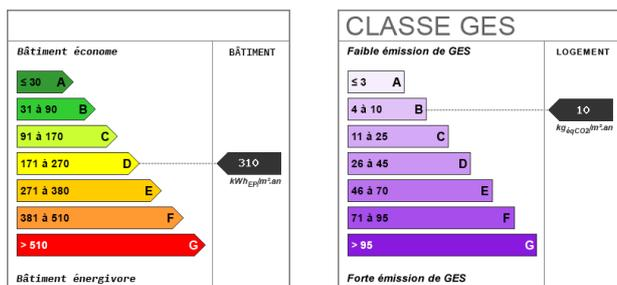 Bâtiment économe BÂTIMENT
≤ 30 A
31 à 90 B
91 à 170 C
171 à 270 D 310
kWhEP/m².an
271 à 380 E
381 à 510 F
> 510 G
Bâtiment énergivore
CLASSE GES
Faible émission de GES LOGEMENT
≤ 3 A
4 à 10 B 10
kgéqCO2/m².an
11 à 25 C
26 à 45 D
46 à 70 E
71 à 95 F
> 95 G
Forte émission de GES